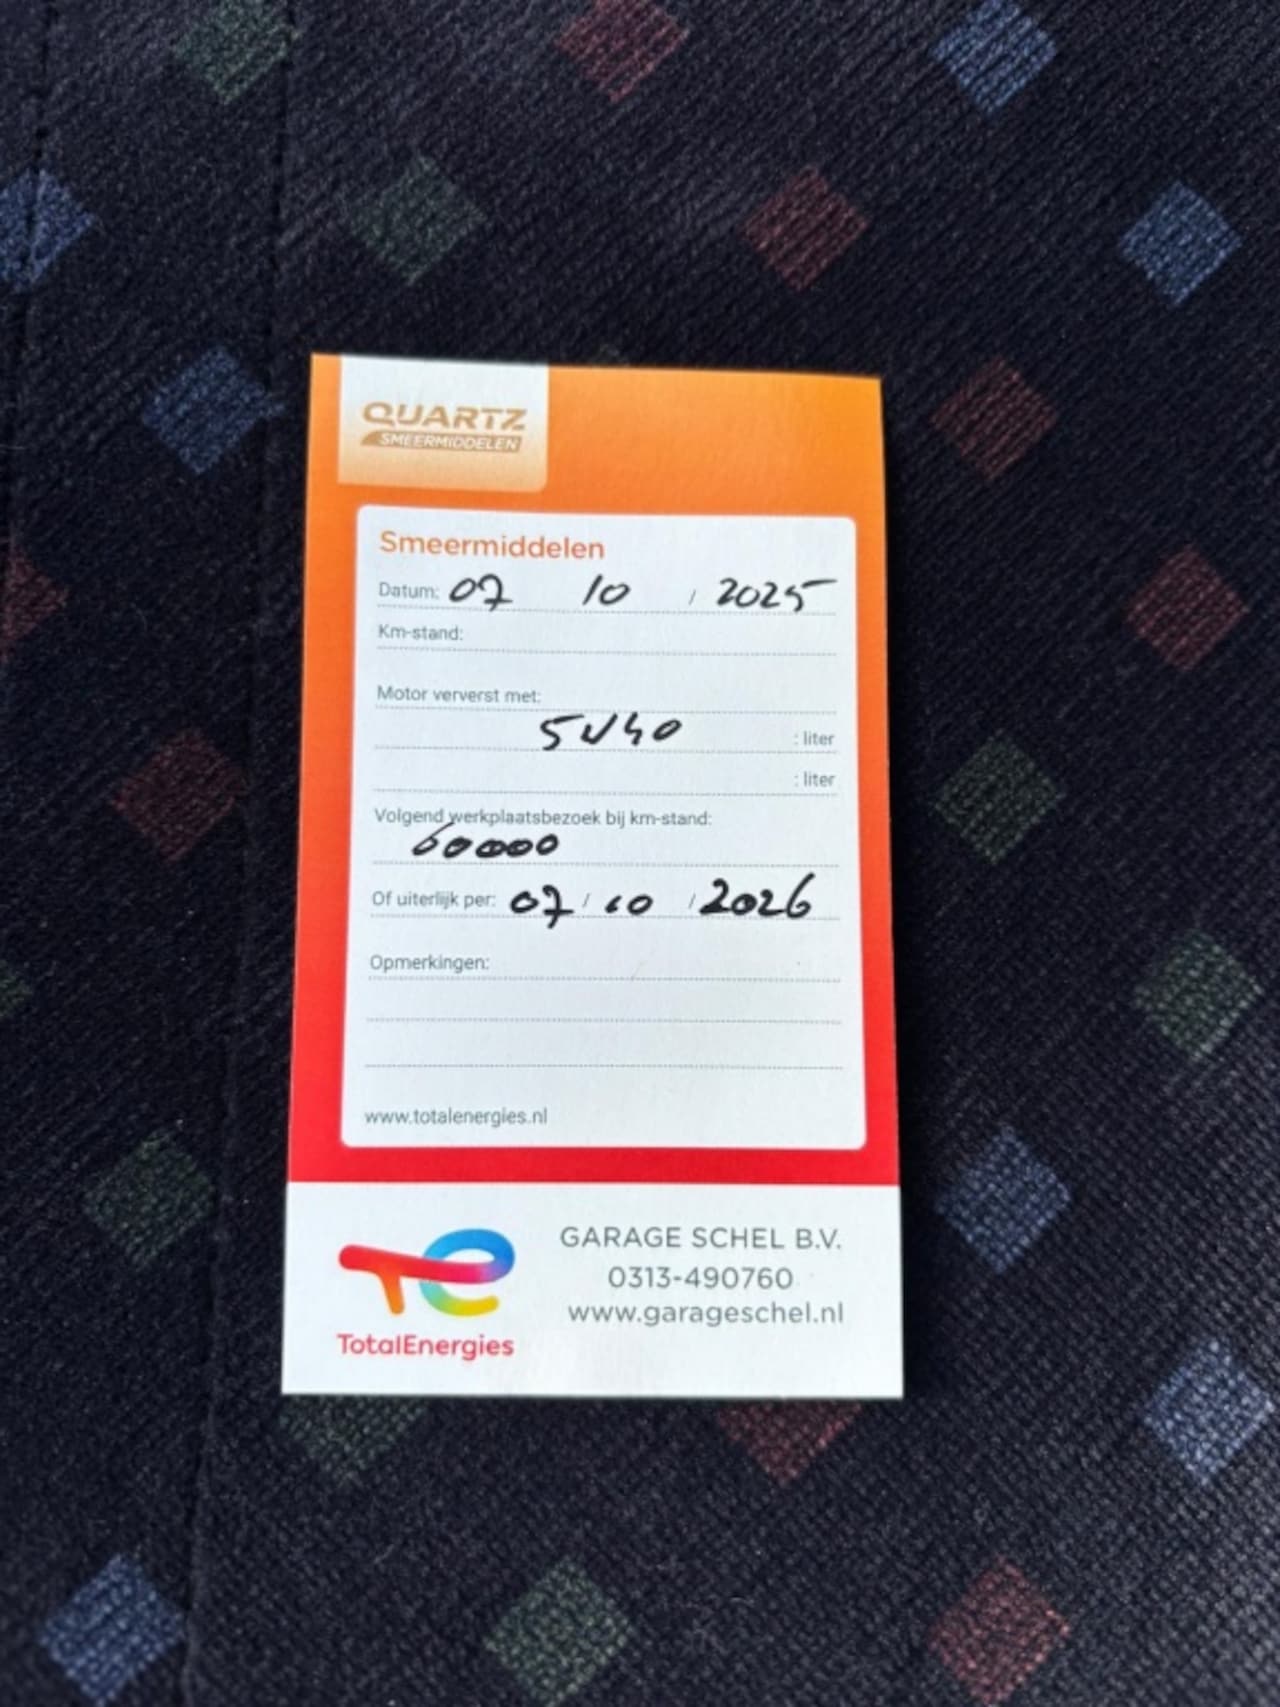 QUARTZ
SMEERMIDDELEN
Smeermiddelen
Datum: 07 10 / 2025
Km-stand:
Motor ververst met:
5W40 : liter
: liter
Volgend werkplaatsbezoek bij km-stand:
60000
Of uiterlijk per: 07 / 10 / 2026
Opmerkingen:
www.totalenergies.nl
GARAGE SCHEL B.V.
0313-490760
www.garageschel.nl
TotalEnergies